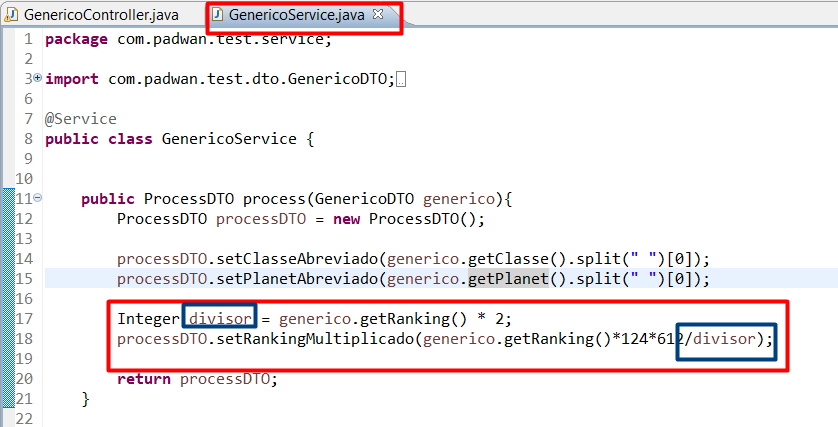 GenericoController.java GenericoService.java
1 package com.padwan.test.service;
2
3 import com.padwan.test.dto.GenericoDTO;
6
7 @Service
8 public class GenericoService {
9
10
11 public ProcessDTO process(GenericoDTO generico){
12 ProcessDTO processDTO = new ProcessDTO();
13
14 processDTO.setClasseAbreviado(generico.getClasse().split(" ")[0]);
15 processDTO.setPlanetAbreviado(generico.getPlanet().split(" ")[0]);
16
17 Integer divisor = generico.getRanking() * 2;
18 processDTO.setRankingMultiplicado(generico.getRanking()*124*612/divisor);
19
20 return processDTO;
21 }
22